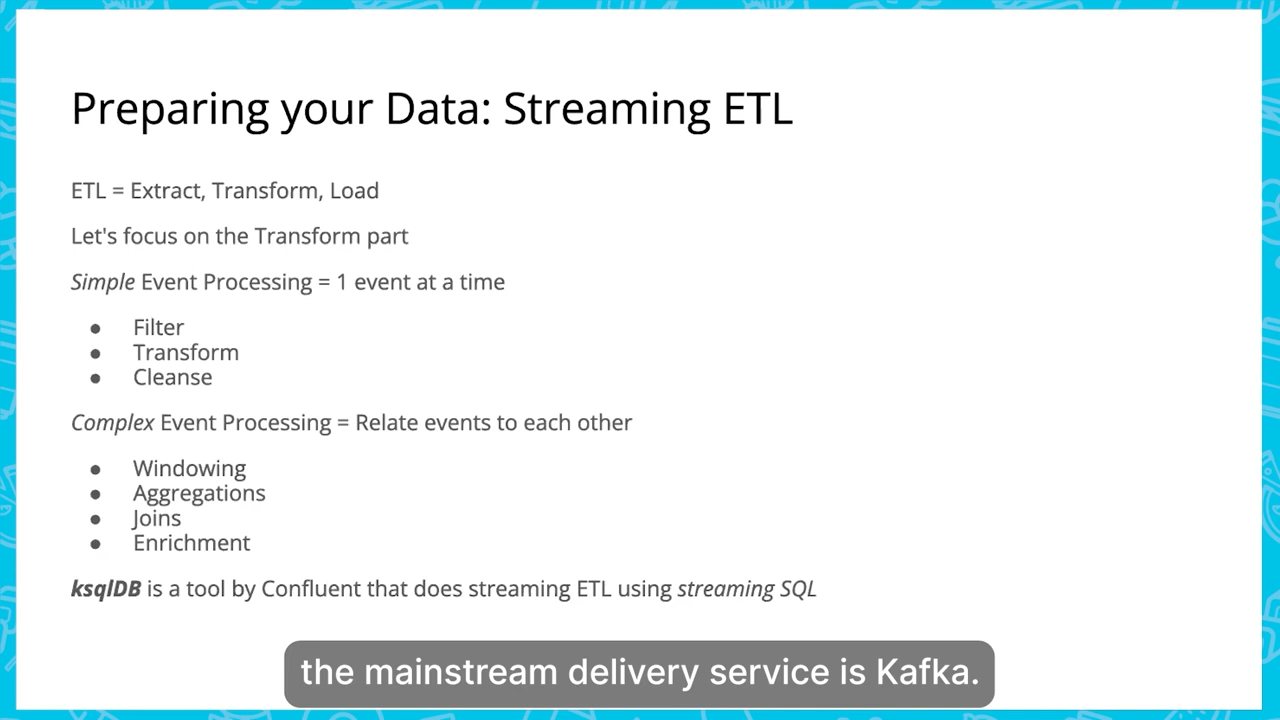 Preparing your Data: Streaming ETL
ETL = Extract, Transform, Load
Let's focus on the Transform part
Simple Event Processing = 1 event at a time
● Filter
● Transform
● Cleanse
Complex Event Processing = Relate events to each other
● Windowing
● Aggregations
● Joins
● Enrichment
ksqlDB is a tool by Confluent that does streaming ETL using streaming SQL
the mainstream delivery service is Kafka.